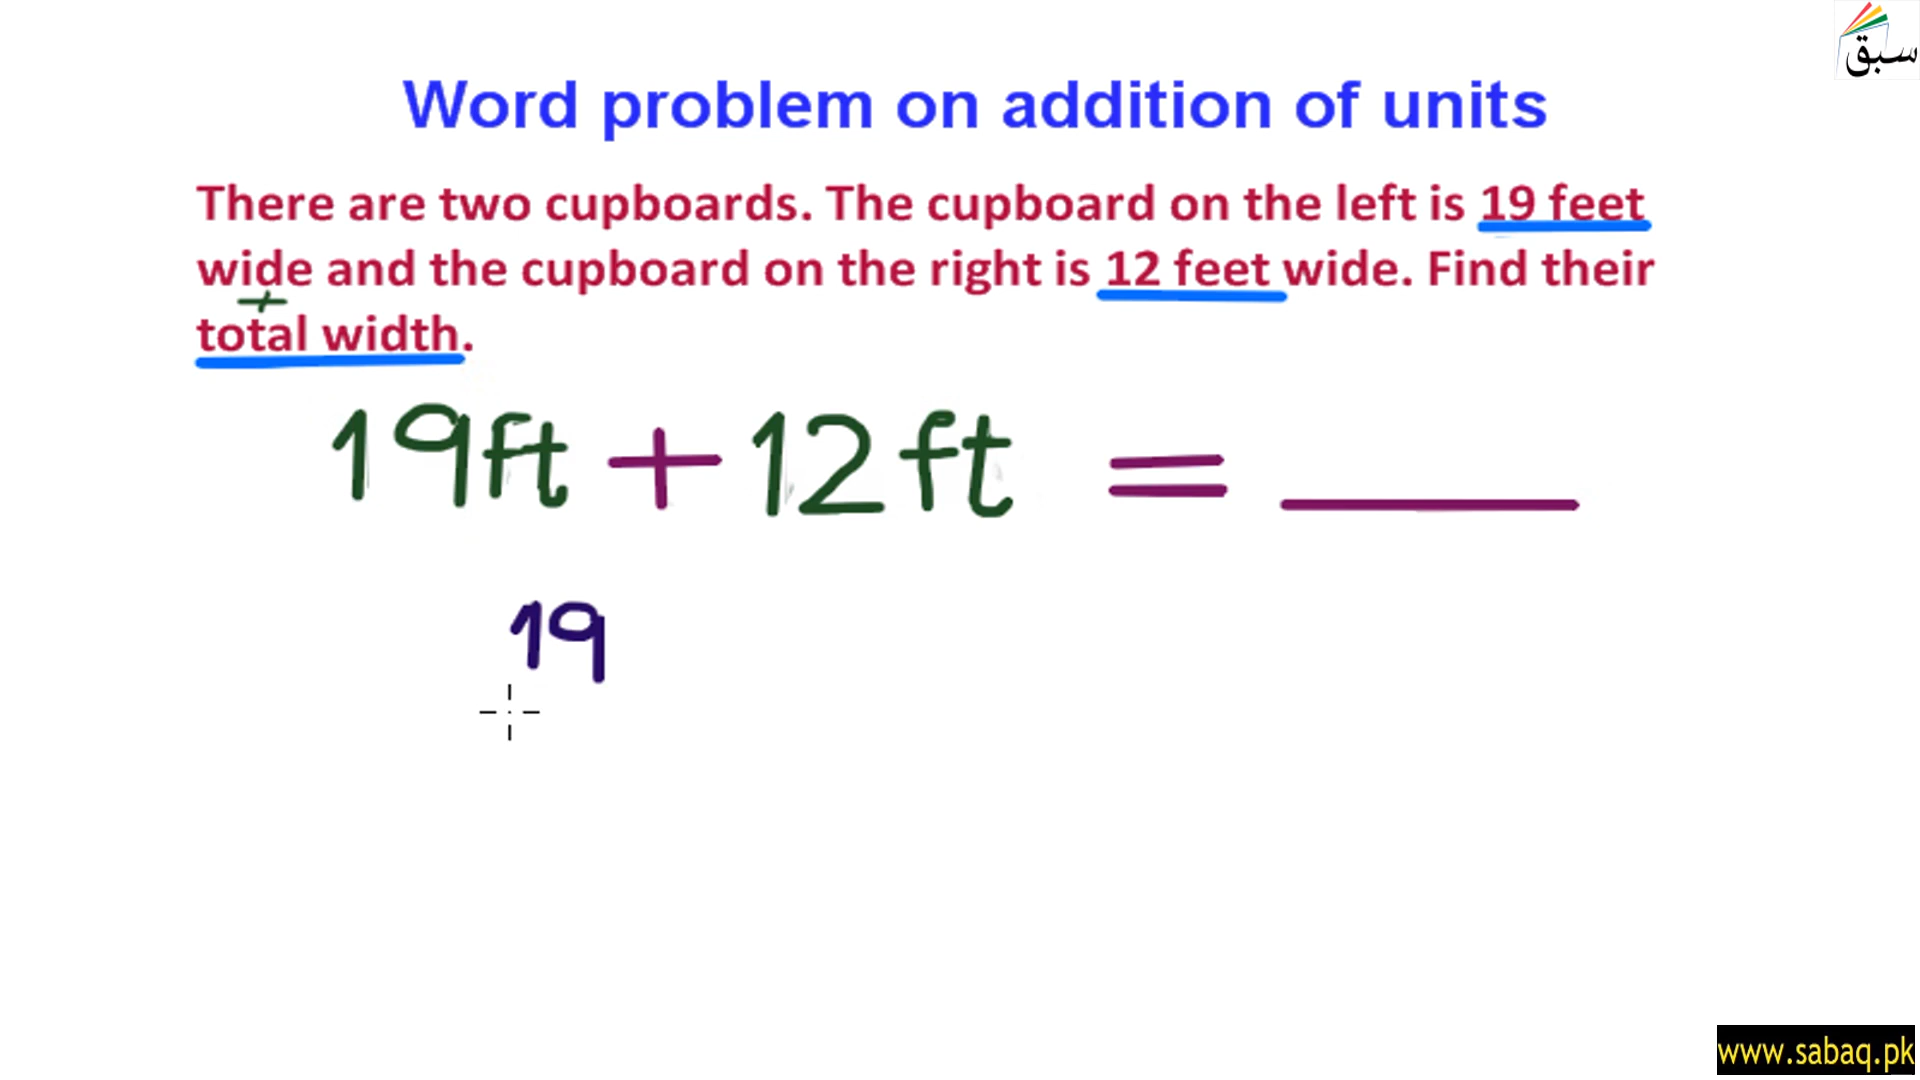 سبق
Word problem on addition of units
There are two cupboards. The cupboard on the left is 19 feet
wide and the cupboard on the right is 12 feet wide. Find their
+
total width.
19ft + 12ft = ____
19
www.sabaq.pk